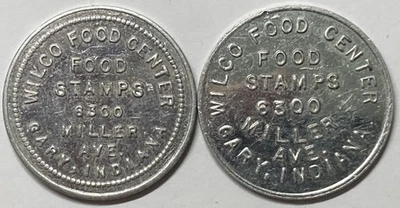 WILCO FOOD CENTER
FOOD
STAMPS
6300
MILLER
AVE.
GARY, INDIANA
WILCO FOOD CENTER
FOOD
STAMPS
6300
MILLER
AVE.
GARY, INDIANA